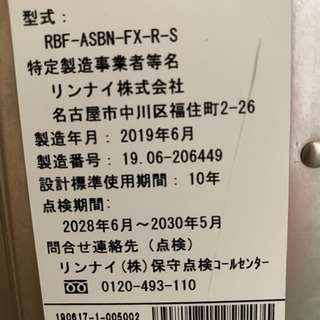 型式：
RBF-ASBN-FX-R-S
特定製造事業者等名
リンナイ株式会社
名古屋市中川区福住町2-26
製造年月：2019年6月
製造番号：19.06-206449
設計標準使用期間：10年
点検期間：
2028年6月～2030年5月
問合せ連絡先（点検）
リンナイ(株)保守点検コールセンター
0120-493-110
190617-1-005002